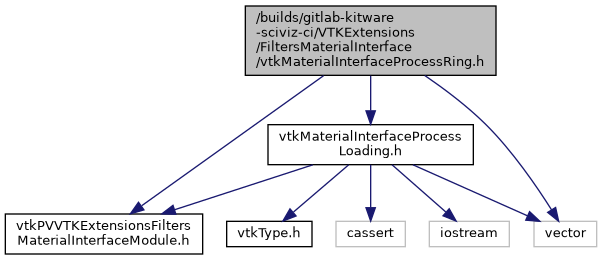 /builds/gitlab-kitware
-sciviz-ci/VTKExtensions
/FiltersMaterialInterface
/vtkMaterialInterfaceProcessRing.h
vtkMaterialInterfaceProcess
Loading.h
vtkPVVTKExtensionsFilters
MaterialInterfaceModule.h
vtkType.h
cassert
iostream
vector